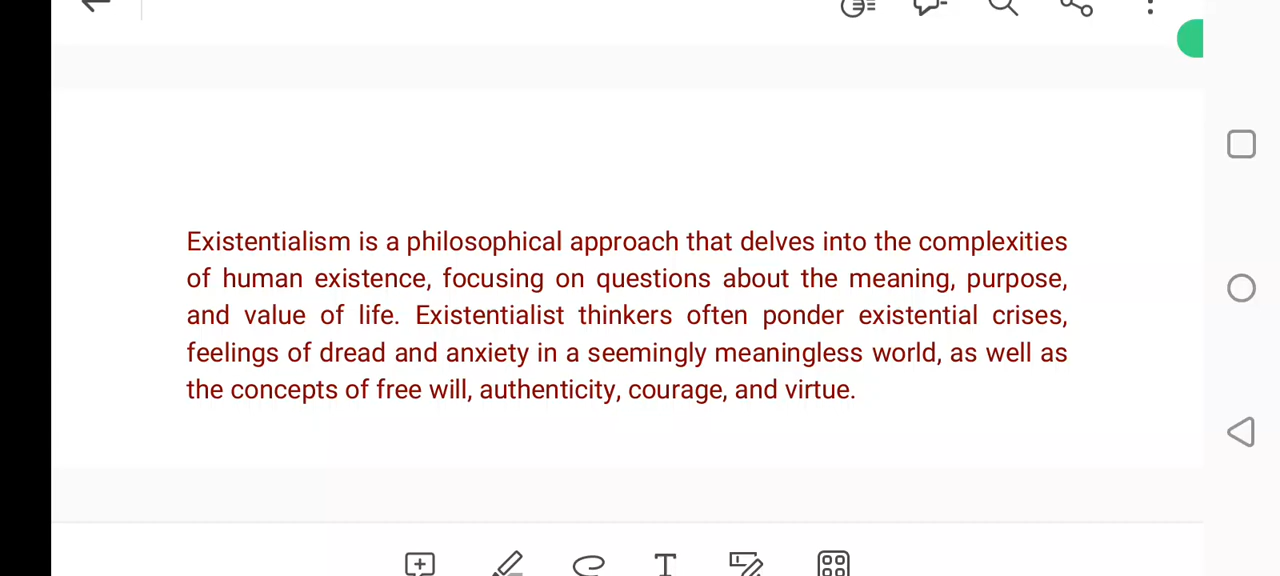 Existentialism is a philosophical approach that delves into the complexities
of human existence, focusing on questions about the meaning, purpose,
and value of life. Existentialist thinkers often ponder existential crises,
feelings of dread and anxiety in a seemingly meaningless world, as well as
the concepts of free will, authenticity, courage, and virtue.